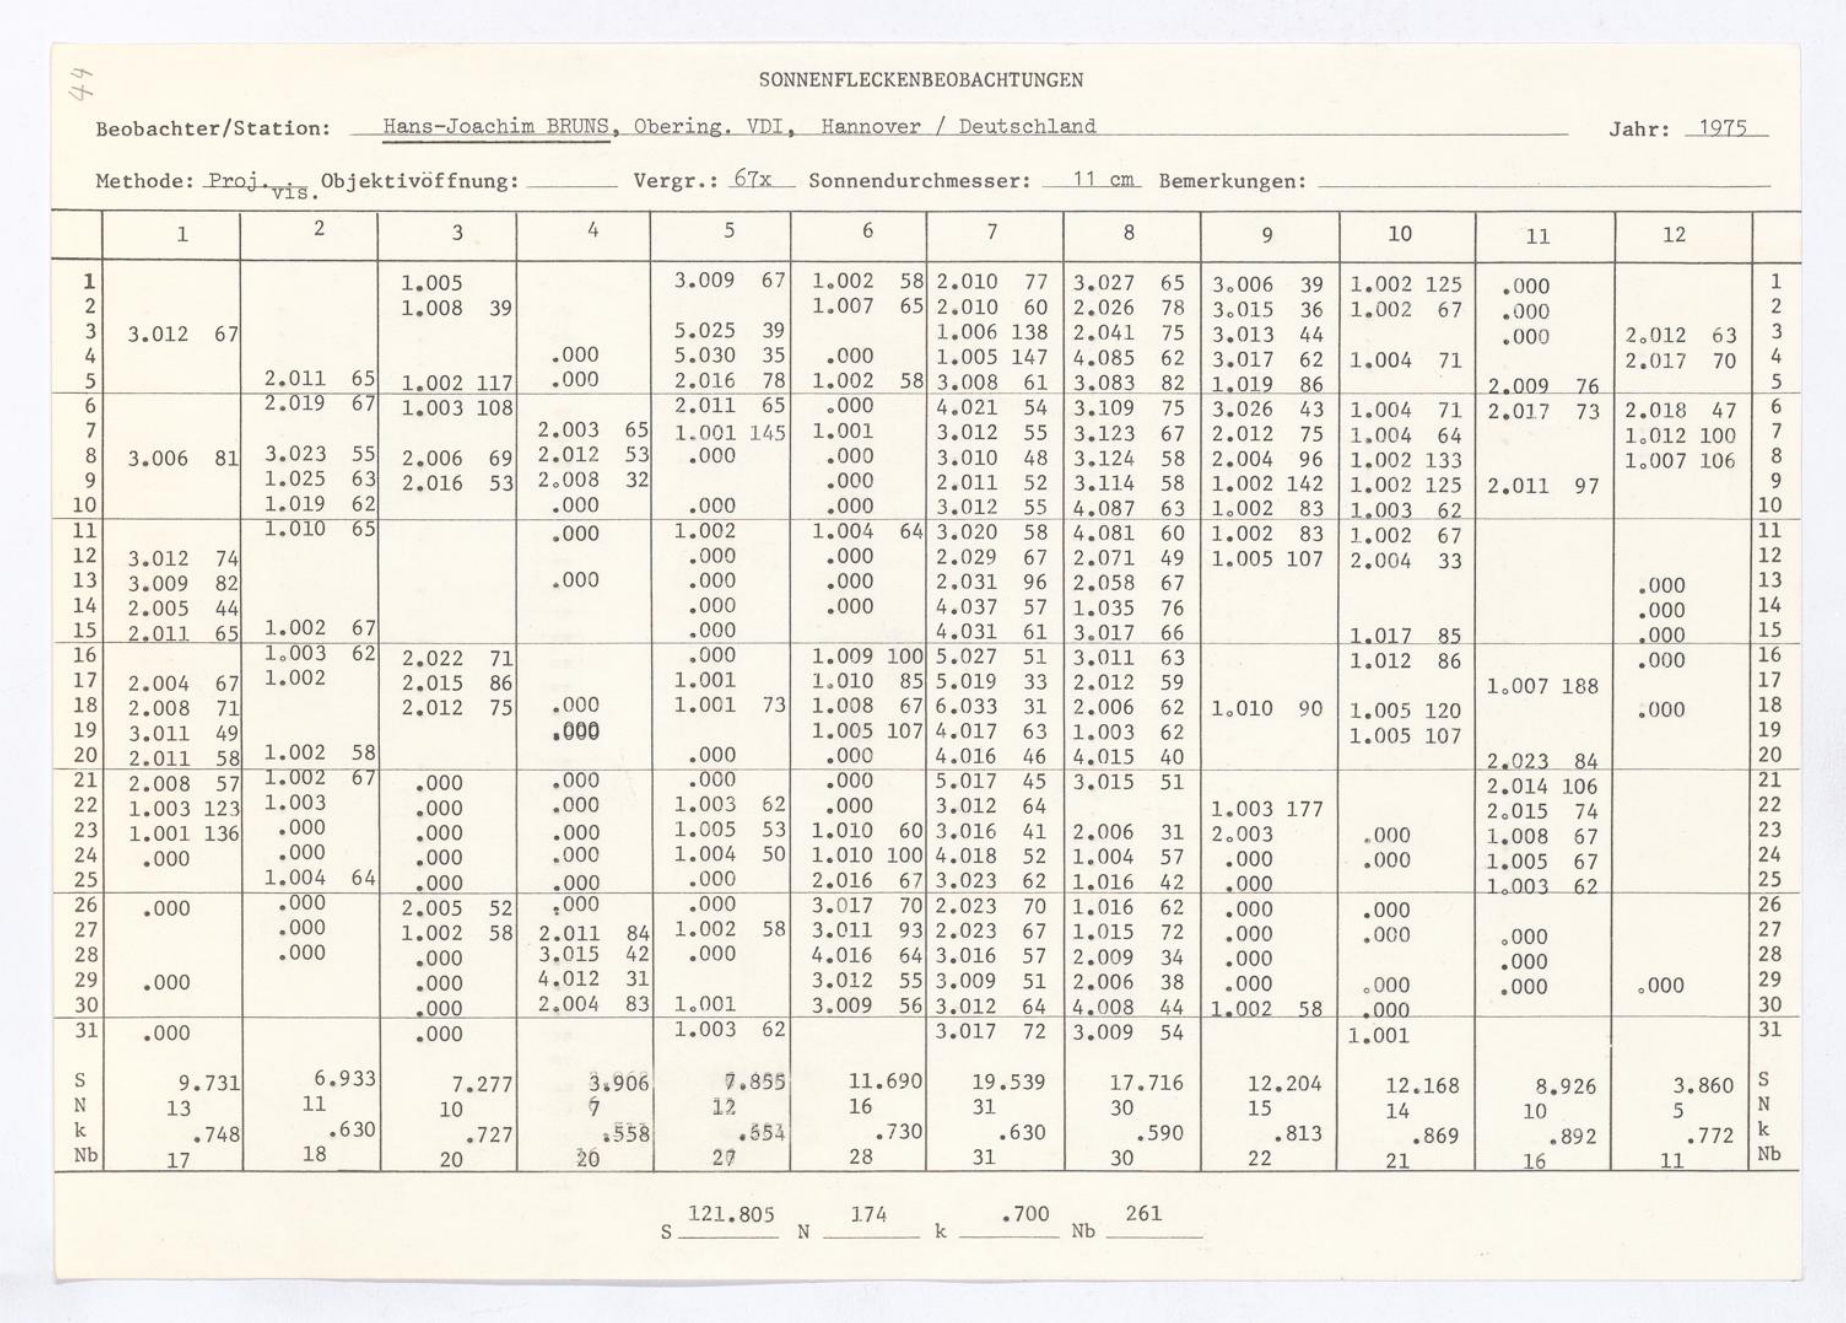 44
SONNENFLECKENBEOBACHTUNGEN
Beobachter/Station: Hans-Joachim BRUNS, Obering. VDI, Hannover / Deutschland Jahr: 1975
Methode: Proj. vis. Objektivöffnung: Vergr.: 67x Sonnendurchmesser: 11 cm Bemerkungen:
1 2 3 4 5 6 7 8 9 10 11 12
1 1.005 3.009 67 1.002 58 2.010 77 3.027 65 3.006 39 1.002 125 .000 1
2 1.008 39 1.007 65 2.010 60 2.026 78 3.015 36 1.002 67 .000 2
3 3.012 67 5.025 39 1.006 138 2.041 75 3.013 44 .000 2.012 63 3
4 .000 5.030 35 .000 1.005 147 4.085 62 3.017 62 1.004 71 2.017 70 4
5 2.011 65 1.002 117 .000 2.016 78 1.002 58 3.008 61 3.083 82 1.019 86 2.009 76 5
6 2.019 67 1.003 108 2.011 65 .000 4.021 54 3.109 75 3.026 43 1.004 71 2.017 73 2.018 47 6
7 2.003 65 1.001 145 1.001 3.012 55 3.123 67 2.012 75 1.004 64 1.012 100 7
8 3.006 81 3.023 55 2.006 69 2.012 53 .000 .000 3.010 48 3.124 58 2.004 96 1.002 133 1.007 106 8
9 1.025 63 2.016 53 2.008 32 .000 2.011 52 3.114 58 1.002 142 1.002 125 2.011 97 9
10 1.019 62 .000 .000 .000 3.012 55 4.087 63 1.002 83 1.003 62 10
11 1.010 65 .000 1.002 1.004 64 3.020 58 4.081 60 1.002 83 1.002 67 11
12 3.012 74 .000 .000 2.029 67 2.071 49 1.005 107 2.004 33 12
13 3.009 82 .000 .000 .000 2.031 96 2.058 67 .000 13
14 2.005 44 .000 .000 4.037 57 1.035 76 .000 14
15 2.011 65 1.002 67 .000 4.031 61 3.017 66 1.017 85 .000 15
16 1.003 62 2.022 71 .000 1.009 100 5.027 51 3.011 63 1.012 86 .000 16
17 2.004 67 1.002 2.015 86 1.001 1.010 85 5.019 33 2.012 59 1.007 188 17
18 2.008 71 2.012 75 .000 1.001 73 1.008 67 6.033 31 2.006 62 1.010 90 1.005 120 .000 18
19 3.011 49 .000 1.005 107 4.017 63 1.003 62 1.005 107 19
20 2.011 58 1.002 58 .000 .000 4.016 46 4.015 40 2.023 84 20
21 2.008 57 1.002 67 .000 .000 .000 .000 5.017 45 3.015 51 2.014 106 21
22 1.003 123 1.003 .000 .000 1.003 62 .000 3.012 64 1.003 177 2.015 74 22
23 1.001 136 .000 .000 .000 1.005 53 1.010 60 3.016 41 2.006 31 2.003 .000 1.008 67 23
24 .000 .000 .000 .000 1.004 50 1.010 100 4.018 52 1.004 57 .000 .000 1.005 67 24
25 1.004 64 .000 .000 .000 2.016 67 3.023 62 1.016 42 .000 1.003 62 25
26 .000 .000 2.005 52 .000 .000 3.017 70 2.023 70 1.016 62 .000 .000 26
27 .000 1.002 58 2.011 84 1.002 58 3.011 93 2.023 67 1.015 72 .000 .000 .000 27
28 .000 .000 3.015 42 .000 4.016 64 3.016 57 2.009 34 .000 .000 28
29 .000 .000 4.012 31 3.012 55 3.009 51 2.006 38 .000 .000 .000 .000 29
30 .000 2.004 83 1.001 3.009 56 3.012 64 4.008 44 1.002 58 .000 30
31 .000 .000 1.003 62 3.017 72 3.009 54 1.001 31
S 9.731 6.933 7.277 3.906 7.855 11.690 19.539 17.716 12.204 12.168 8.926 3.860 S
N 13 11 10 7 12 16 31 30 15 14 10 5 N
k .748 .630 .727 .558 .654 .730 .630 .590 .813 .869 .892 .772 k
Nb 17 18 20 20 27 28 31 30 22 21 16 11 Nb
S 121.805 N 174 k .700 Nb 261